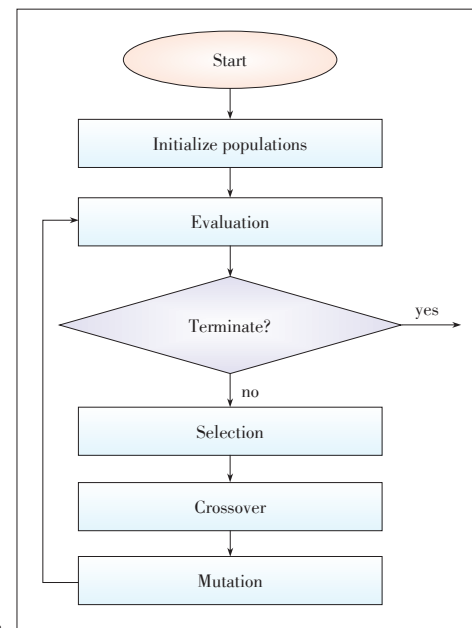 Start
Initialize populations
Evaluation
Terminate?
yes
no
Selection
Crossover
Mutation